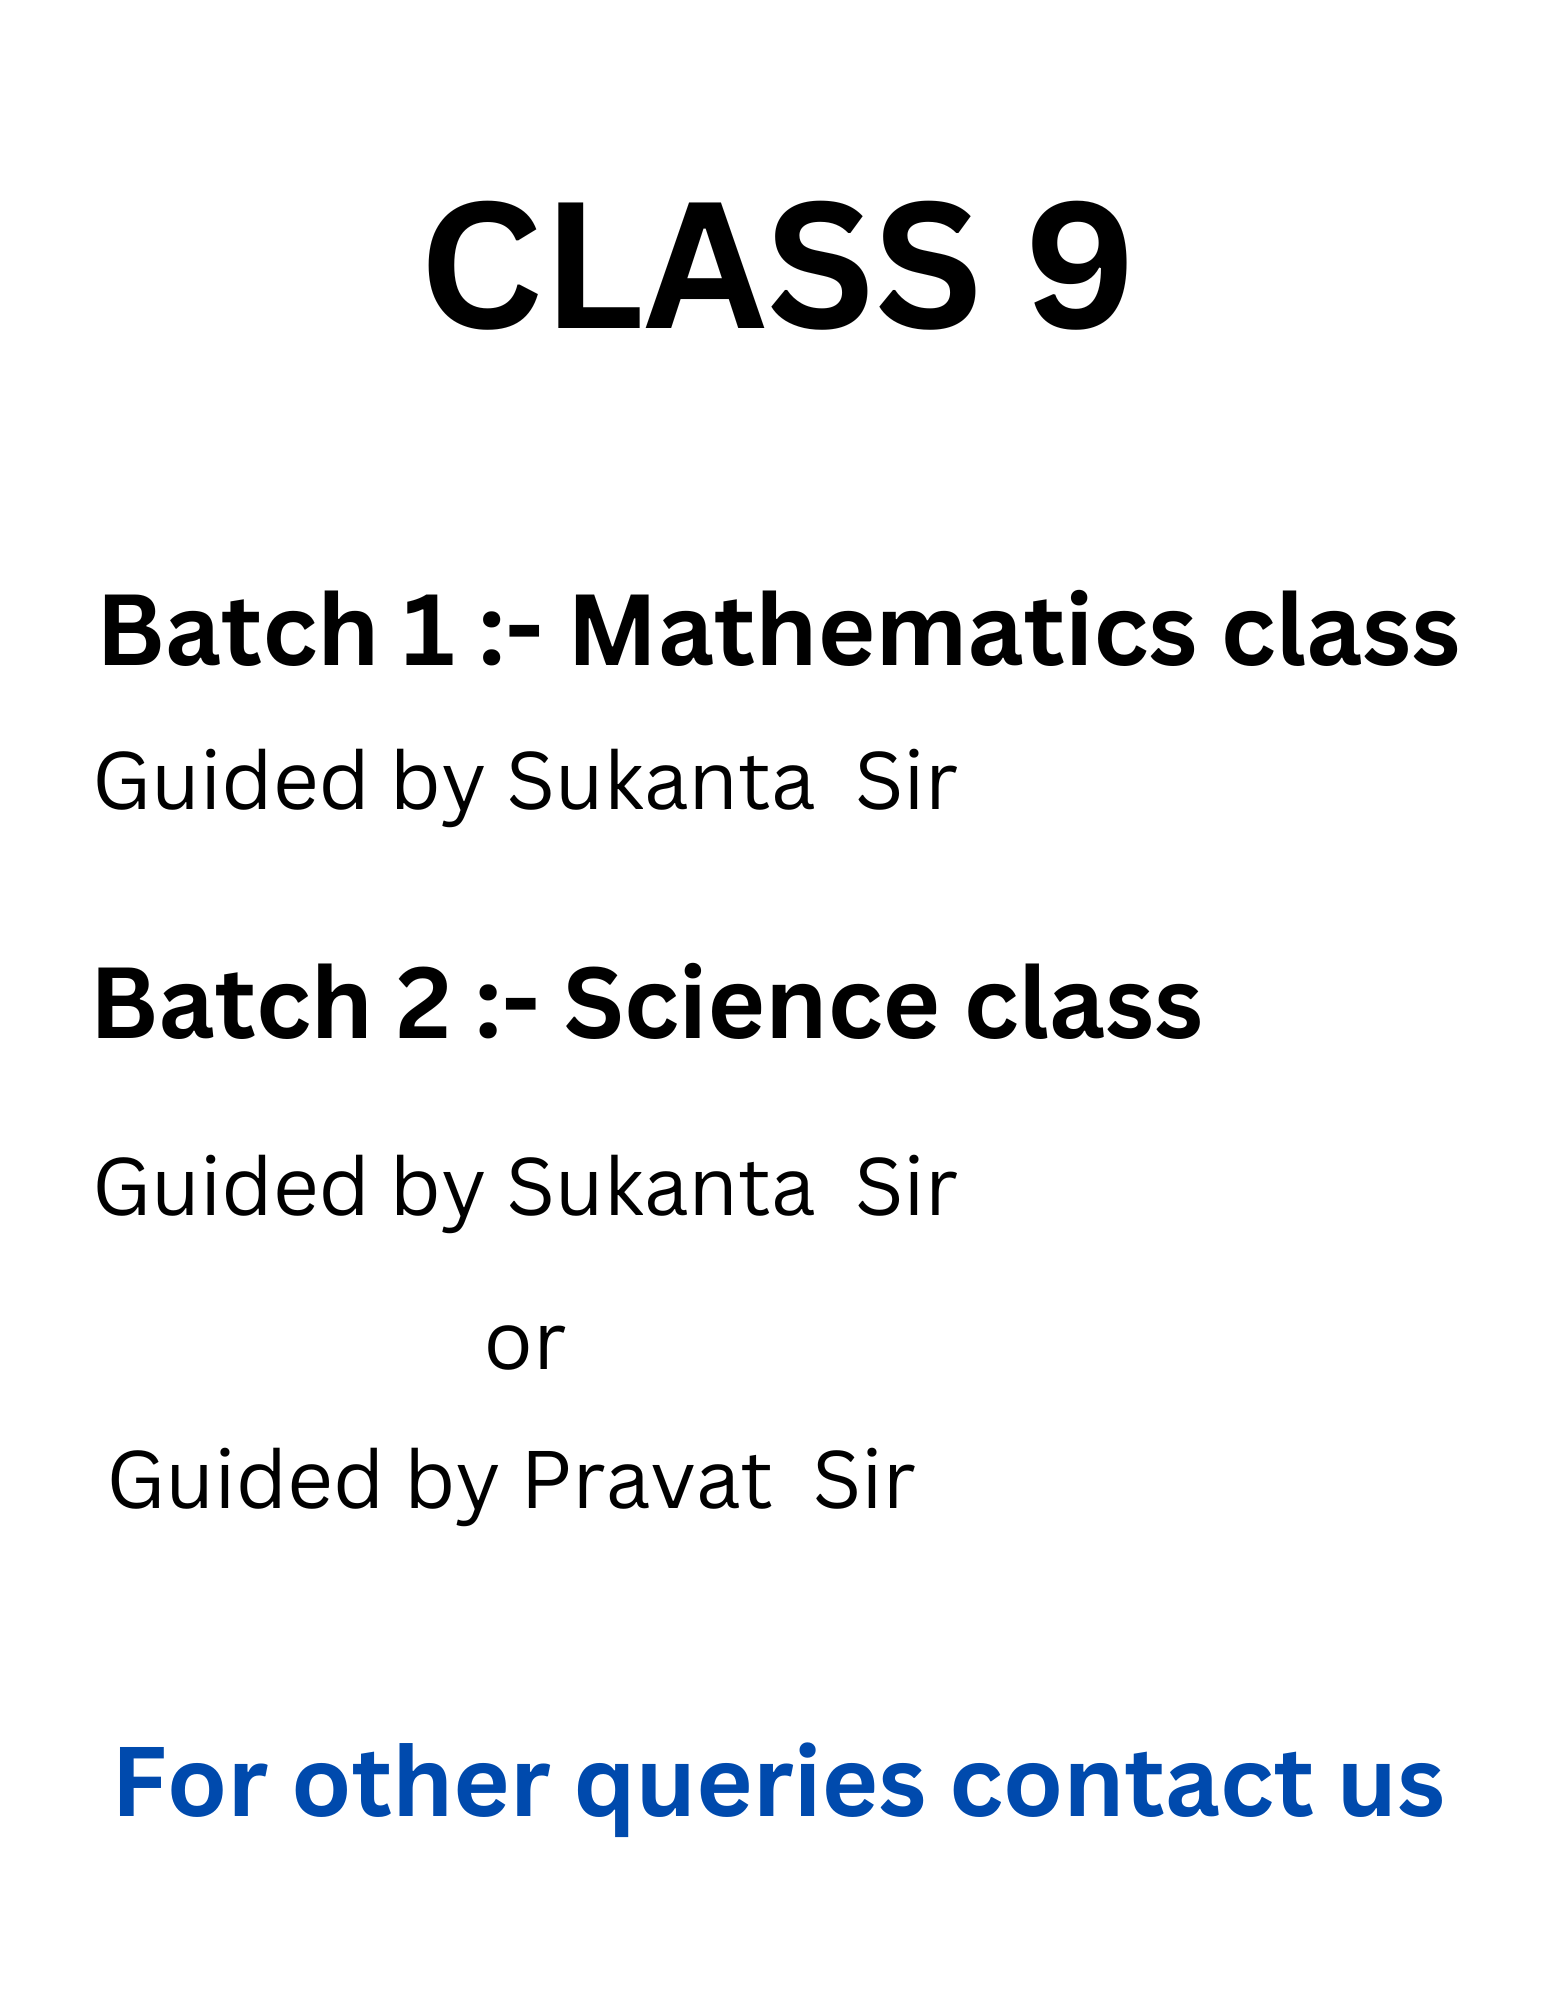 CLASS 9
Batch 1 :- Mathematics class
Guided by Sukanta  Sir
Batch 2 :- Science class
Guided by Sukanta  Sir
or
Guided by Pravat  Sir
For other queries contact us